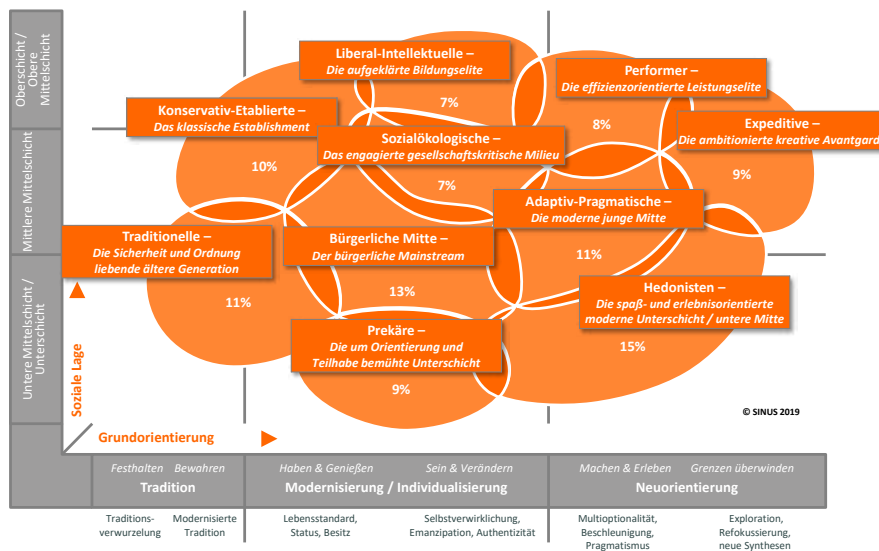 Oberschicht /
Obere
Mittelschicht
Mittlere Mittelschicht
Untere Mittelschicht /
Unterschicht
Soziale Lage
Liberal-Intellektuelle –
Die aufgeklärte Bildungselite
7%
Performer –
Die effizienzorientierte Leistungselite
8%
Konservativ-Etablierte –
Das klassische Establishment
10%
Sozialökologische –
Das engagierte gesellschaftskritische Milieu
7%
Expeditive –
Die ambitionierte kreative Avantgard
9%
Adaptiv-Pragmatische –
Die moderne junge Mitte
11%
Traditionelle –
Die Sicherheit und Ordnung
liebende ältere Generation
11%
Bürgerliche Mitte –
Der bürgerliche Mainstream
13%
Hedonisten –
Die spaß- und erlebnisorientierte
moderne Unterschicht / untere Mitte
15%
Prekäre –
Die um Orientierung und
Teilhabe bemühte Unterschicht
9%
© SINUS 2019
Grundorientierung
Festhalten Bewahren
Tradition
Haben & Genießen Sein & Verändern
Modernisierung / Individualisierung
Machen & Erleben Grenzen überwinden
Neuorientierung
Traditions-
verwurzelung
Modernisierte
Tradition
Lebensstandard,
Status, Besitz
Selbstverwirklichung,
Emanzipation, Authentizität
Multioptionalität,
Beschleunigung,
Pragmatismus
Exploration,
Refokussierung,
neue Synthesen